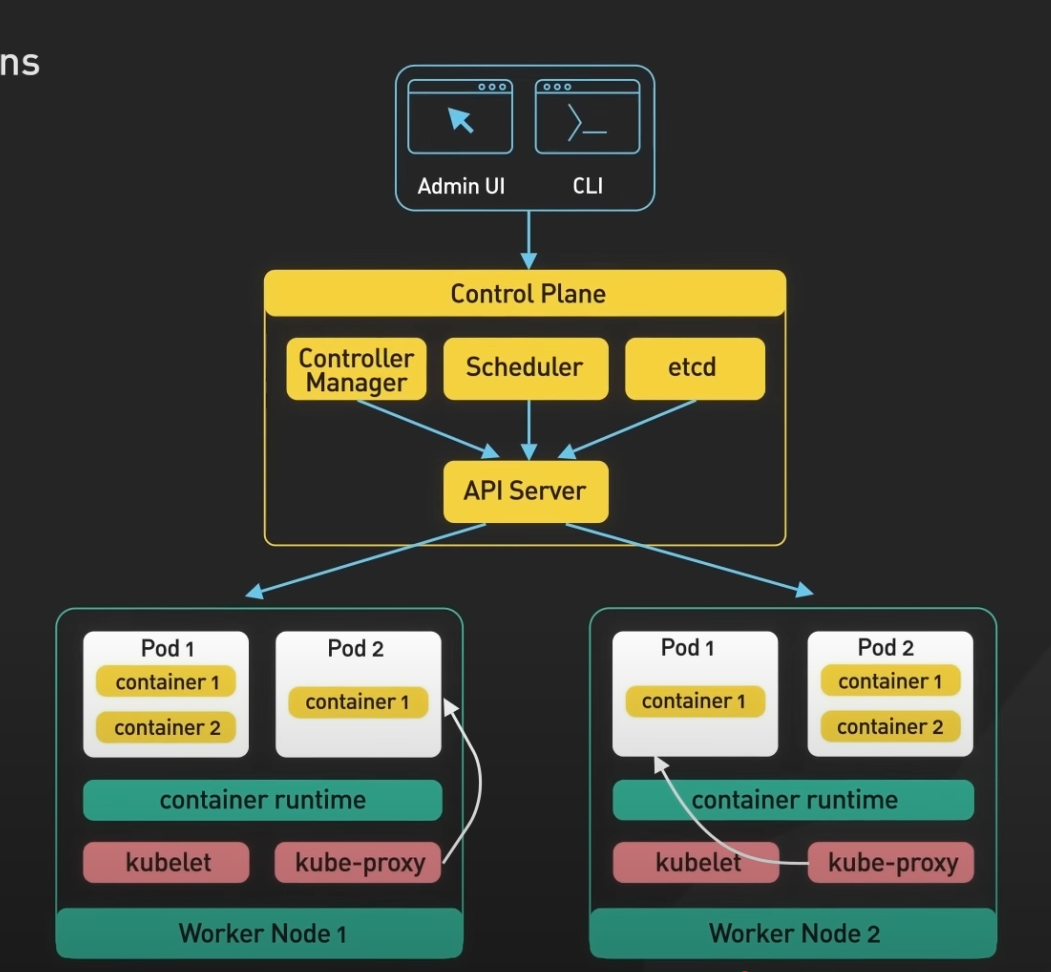 ns
Admin UI
CLI
Control Plane
Controller
Manager
Scheduler
etcd
API Server
Pod 1
container 1
container 2
Pod 2
container 1
container runtime
kubelet
kube-proxy
Worker Node 1
Pod 1
container 1
Pod 2
container 1
container 2
container runtime
kubelet
kube-proxy
Worker Node 2